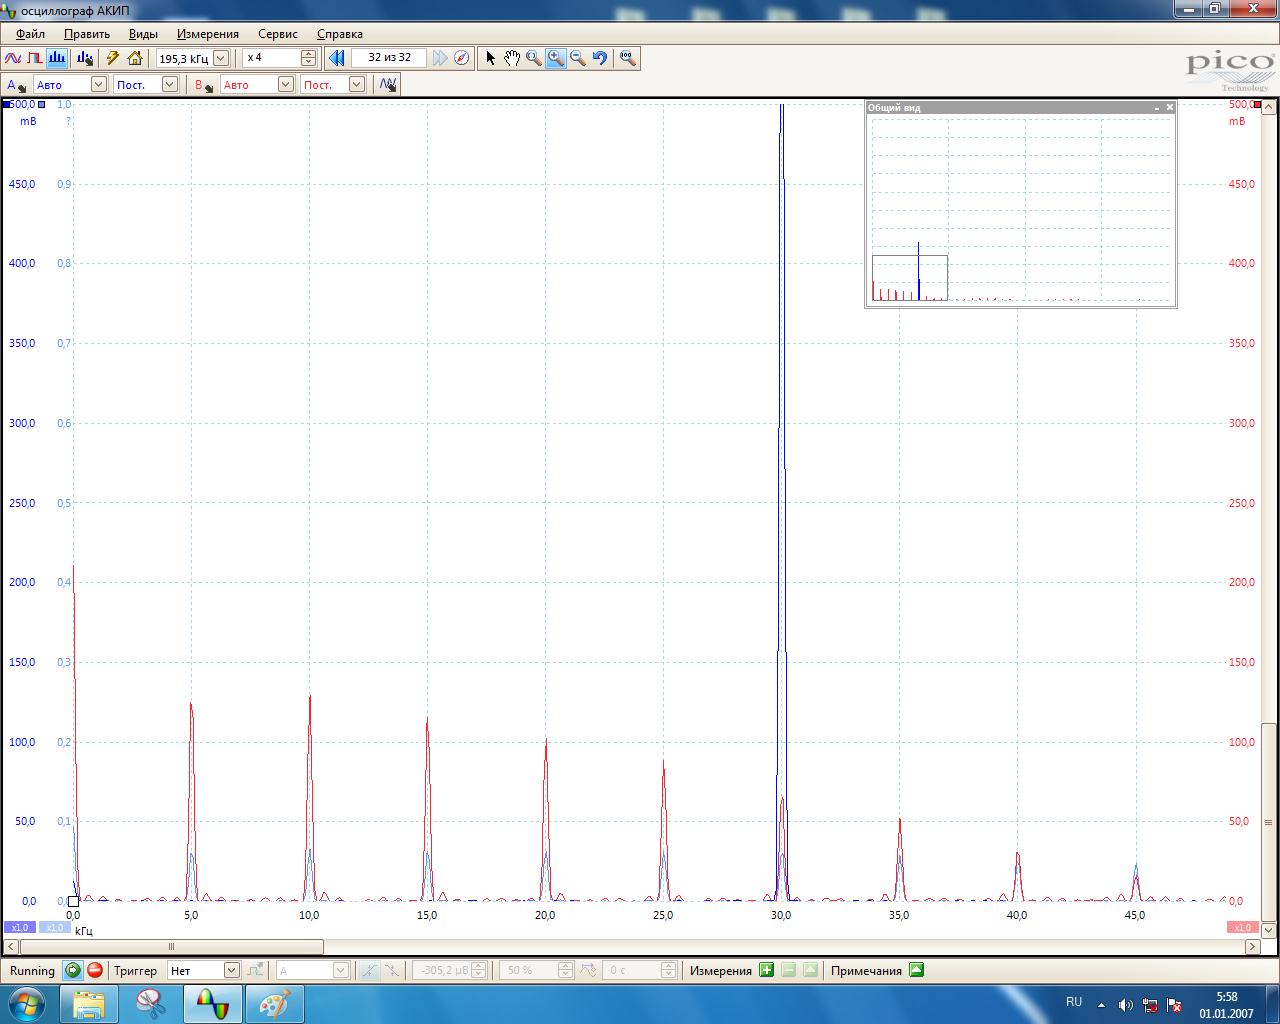 осциллограф АКИП
Файл Править Виды Измерения Сервис Справка
195,3 кГц x 4 32 из 32
pico
Technology
A Авто Пост. B Авто Пост.
500,0 1,0 500,0
мВ ? мВ
Общий вид
450,0 0,9 450,0
400,0 0,8 400,0
350,0 0,7 350,0
300,0 0,6 300,0
250,0 0,5 250,0
200,0 0,4 200,0
150,0 0,3 150,0
100,0 0,2 100,0
50,0 0,1 50,0
0,0 0,0 0,0
0,0 5,0 10,0 15,0 20,0 25,0 30,0 35,0 40,0 45,0
x1,0 x1,0 кГц x1,0
Running Триггер Нет A -305,2 µВ 50 % 0 с Измерения Примечания
RU 5:58
01.01.2007